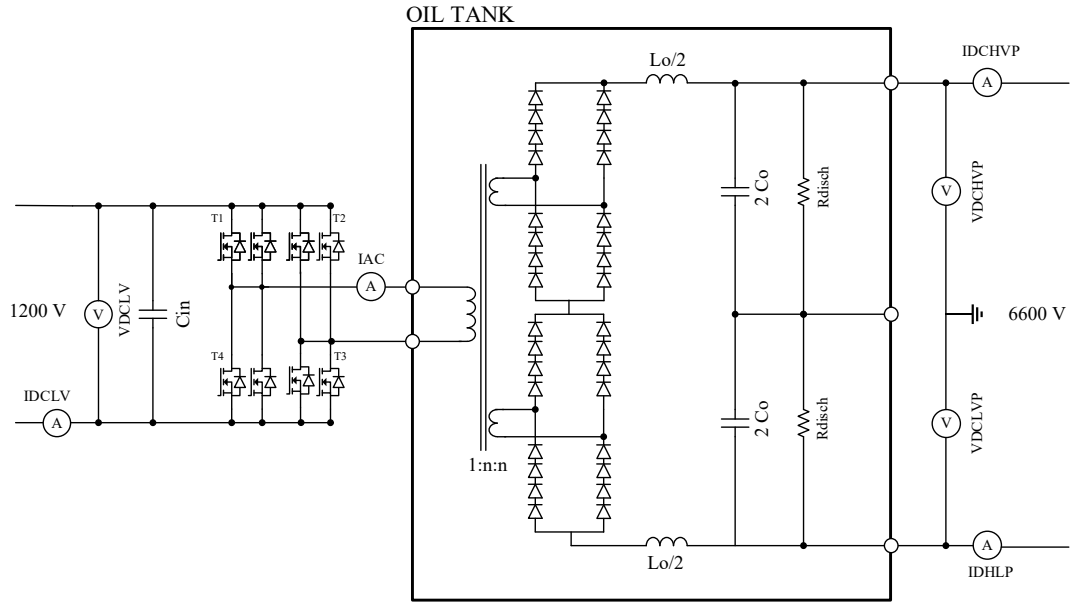 OIL TANK
IDCHVP
A
Lo/2
2 Co
Rdisch
V
VDCHVP
T1
T2
IAC
A
1200 V
V
VDCLV
Cin
6600 V
T4
T3
IDCLV
A
2 Co
Rdisch
V
VDCLVP
1:n:n
Lo/2
A
IDHLP